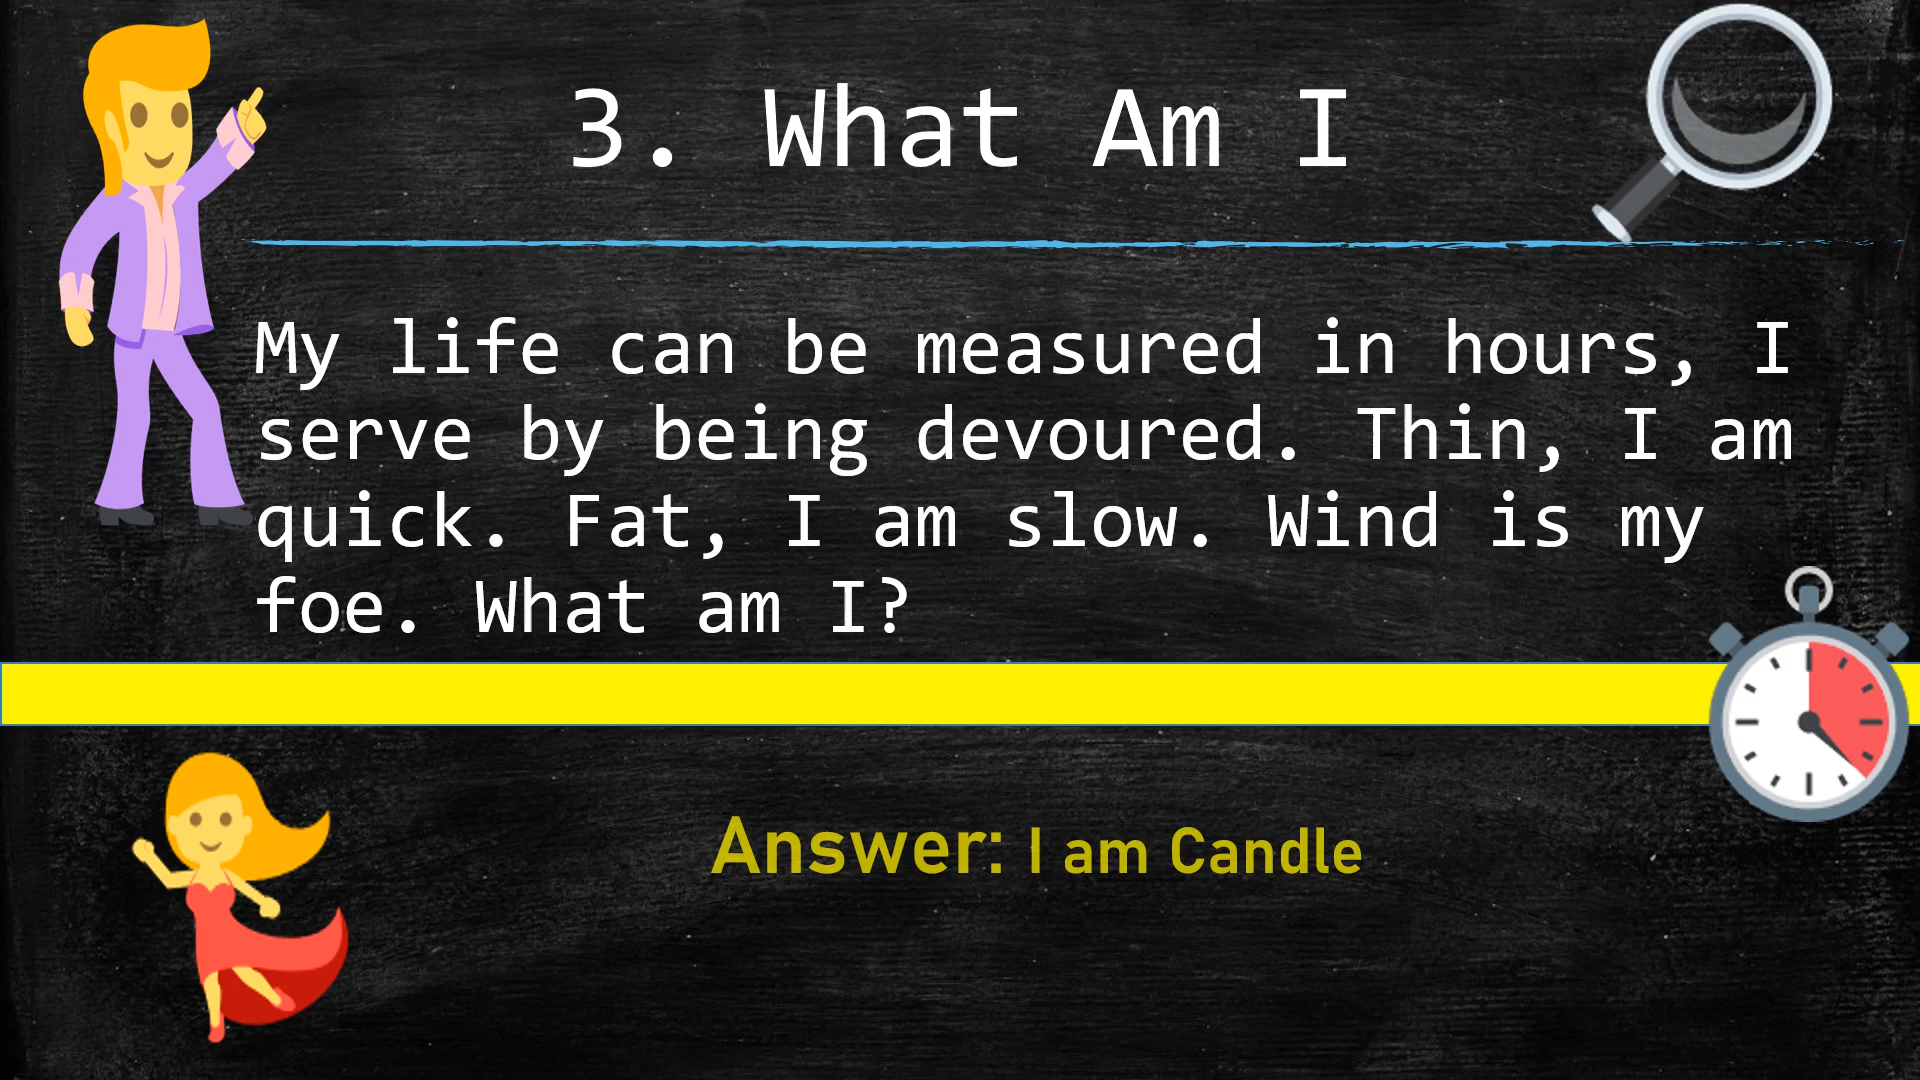 3. What Am I
My life can be measured in hours, I
serve by being devoured. Thin, I am
quick. Fat, I am slow. Wind is my
foe. What am I?
Answer: I am Candle